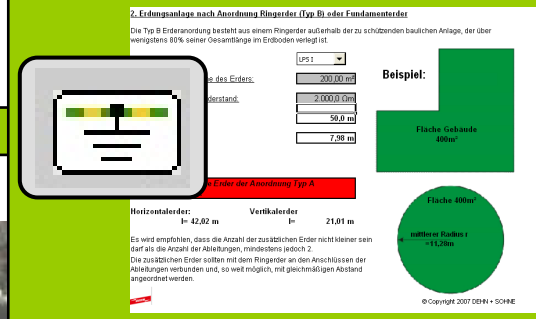 2. Erdungsanlage nach Anordnung Ringerder (Typ B) oder Fundamenterder
Die Typ B Erderanordung besteht aus einem Ringerder außerhalb der zu schützenden baulichen Anlage, der über
wenigstens 80% seiner Gesamtlänge im Erdboden verlegt ist.
LPS I
e des Erders:
200,00 m²
derstand:
2.000,0 Ωm
50,0 m
7,98 m
Beispiel:
Fläche Gebäude
400m²
e Erder der Anordnung Typ A
Horizontalerder: Vertikalerder
l= 42,02 m l= 21,01 m
Es wird empfohlen, dass die Anzahl der zusätzlichen Erder nicht kleiner sein
darf als die Anzahl der Ableitungen, mindestens jedoch 2.
Die zusätzlichen Erder sollten mit dem Ringerder an den Anschlüssen der
Ableitungen verbunden und, so weit möglich, mit gleichmäßigen Abstand
angeordnet werden.
Fläche 400m²
mittlerer Radius r
=11,28m
© Copyright 2007 DEHN + SÖHNE